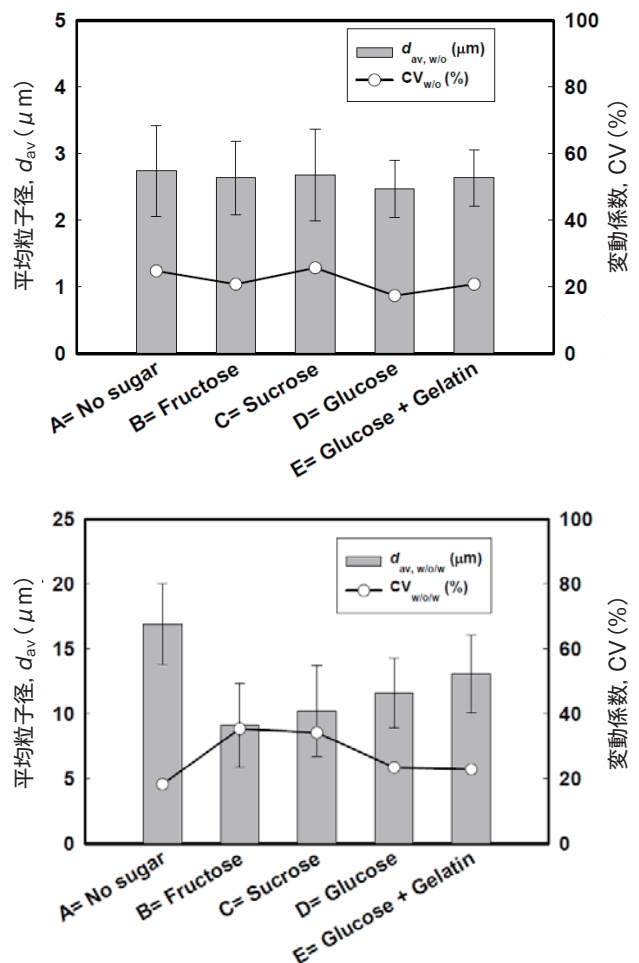 5
4
3
2
1
0
平均粒子径, dav (μm)
dav, w/o (μm)
CVw/o (%)
100
80
60
40
20
0
変動係数, CV (%)
A= No sugar
B= Fructose
C= Sucrose
D= Glucose
E= Glucose + Gelatin
25
20
15
10
5
0
平均粒子径, dav (μm)
dav, w/o/w (μm)
CVw/o/w (%)
100
80
60
40
20
0
変動係数, CV (%)
A= No sugar
B= Fructose
C= Sucrose
D= Glucose
E= Glucose + Gelatin